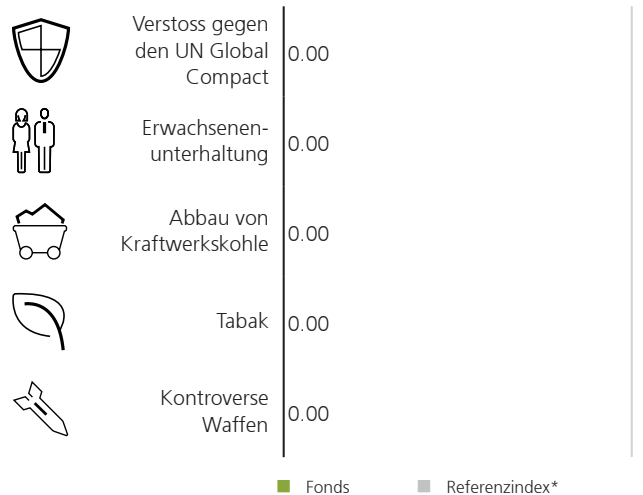 Verstoss gegen
den UN Global
Compact
0.00
Erwachsenen-
unterhaltung
0.00
Abbau von
Kraftwerkskohle
0.00
Tabak
0.00
Kontroverse
Waffen
0.00
Fonds
Referenzindex*